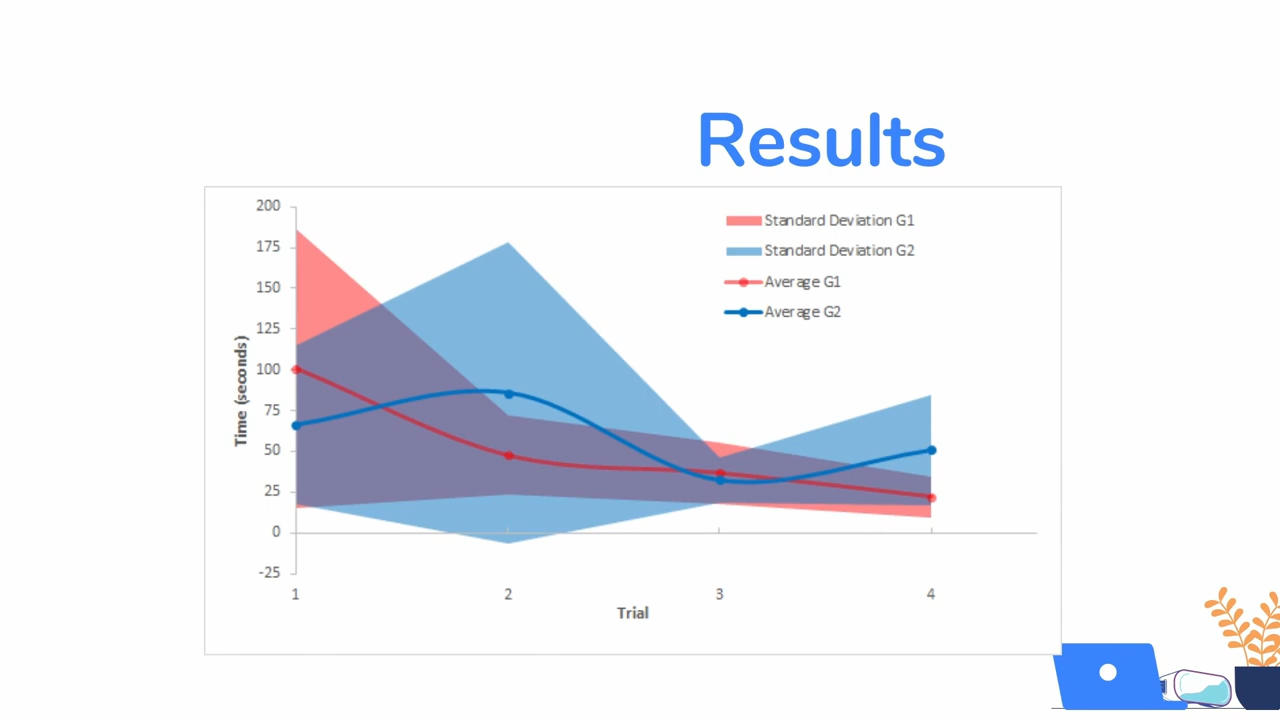 Results
200
175
150
125
100
75
50
25
0
-25
Time (seconds)
Standard Deviation G1
Standard Deviation G2
Average G1
Average G2
1 2 3 4
Trial